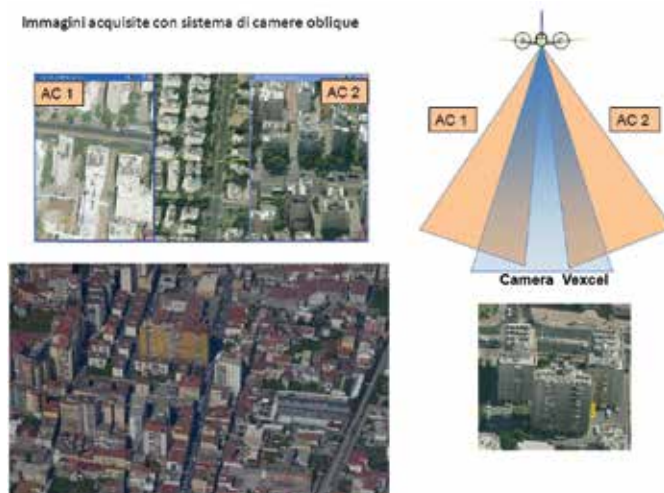 Immagini acquisite con sistema di camere oblique
AC 1
AC 2
AC 1
AC 2
Camera Vexcel